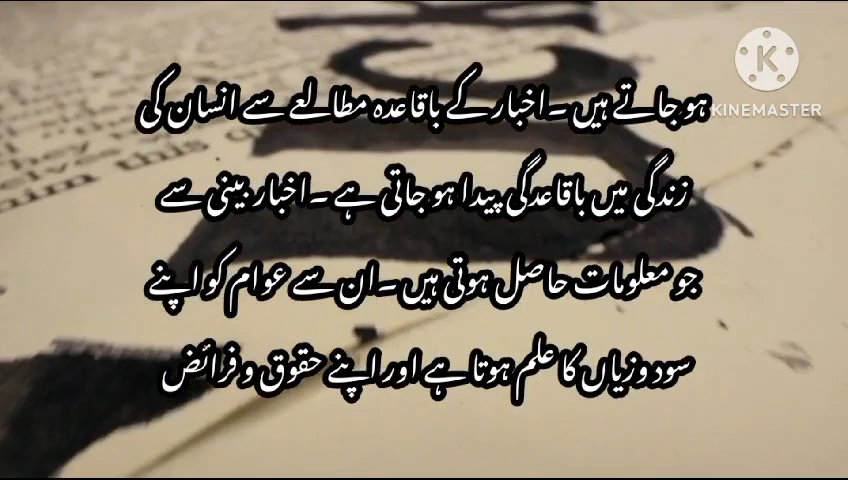 ہو جاتے ہیں ۔ اخبار کے باقاعدہ مطالعے سے انسان کی
زندگی میں باقاعدگی پیدا ہو جاتی ہے ۔ اخبار بینی سے
جو معلومات حاصل ہوتی ہیں ۔ ان سے عوام کو اپنے
سود و زیاں کا علم ہوتا ہے اور اپنے حقوق و فرائض
K
KINEMASTER
him this